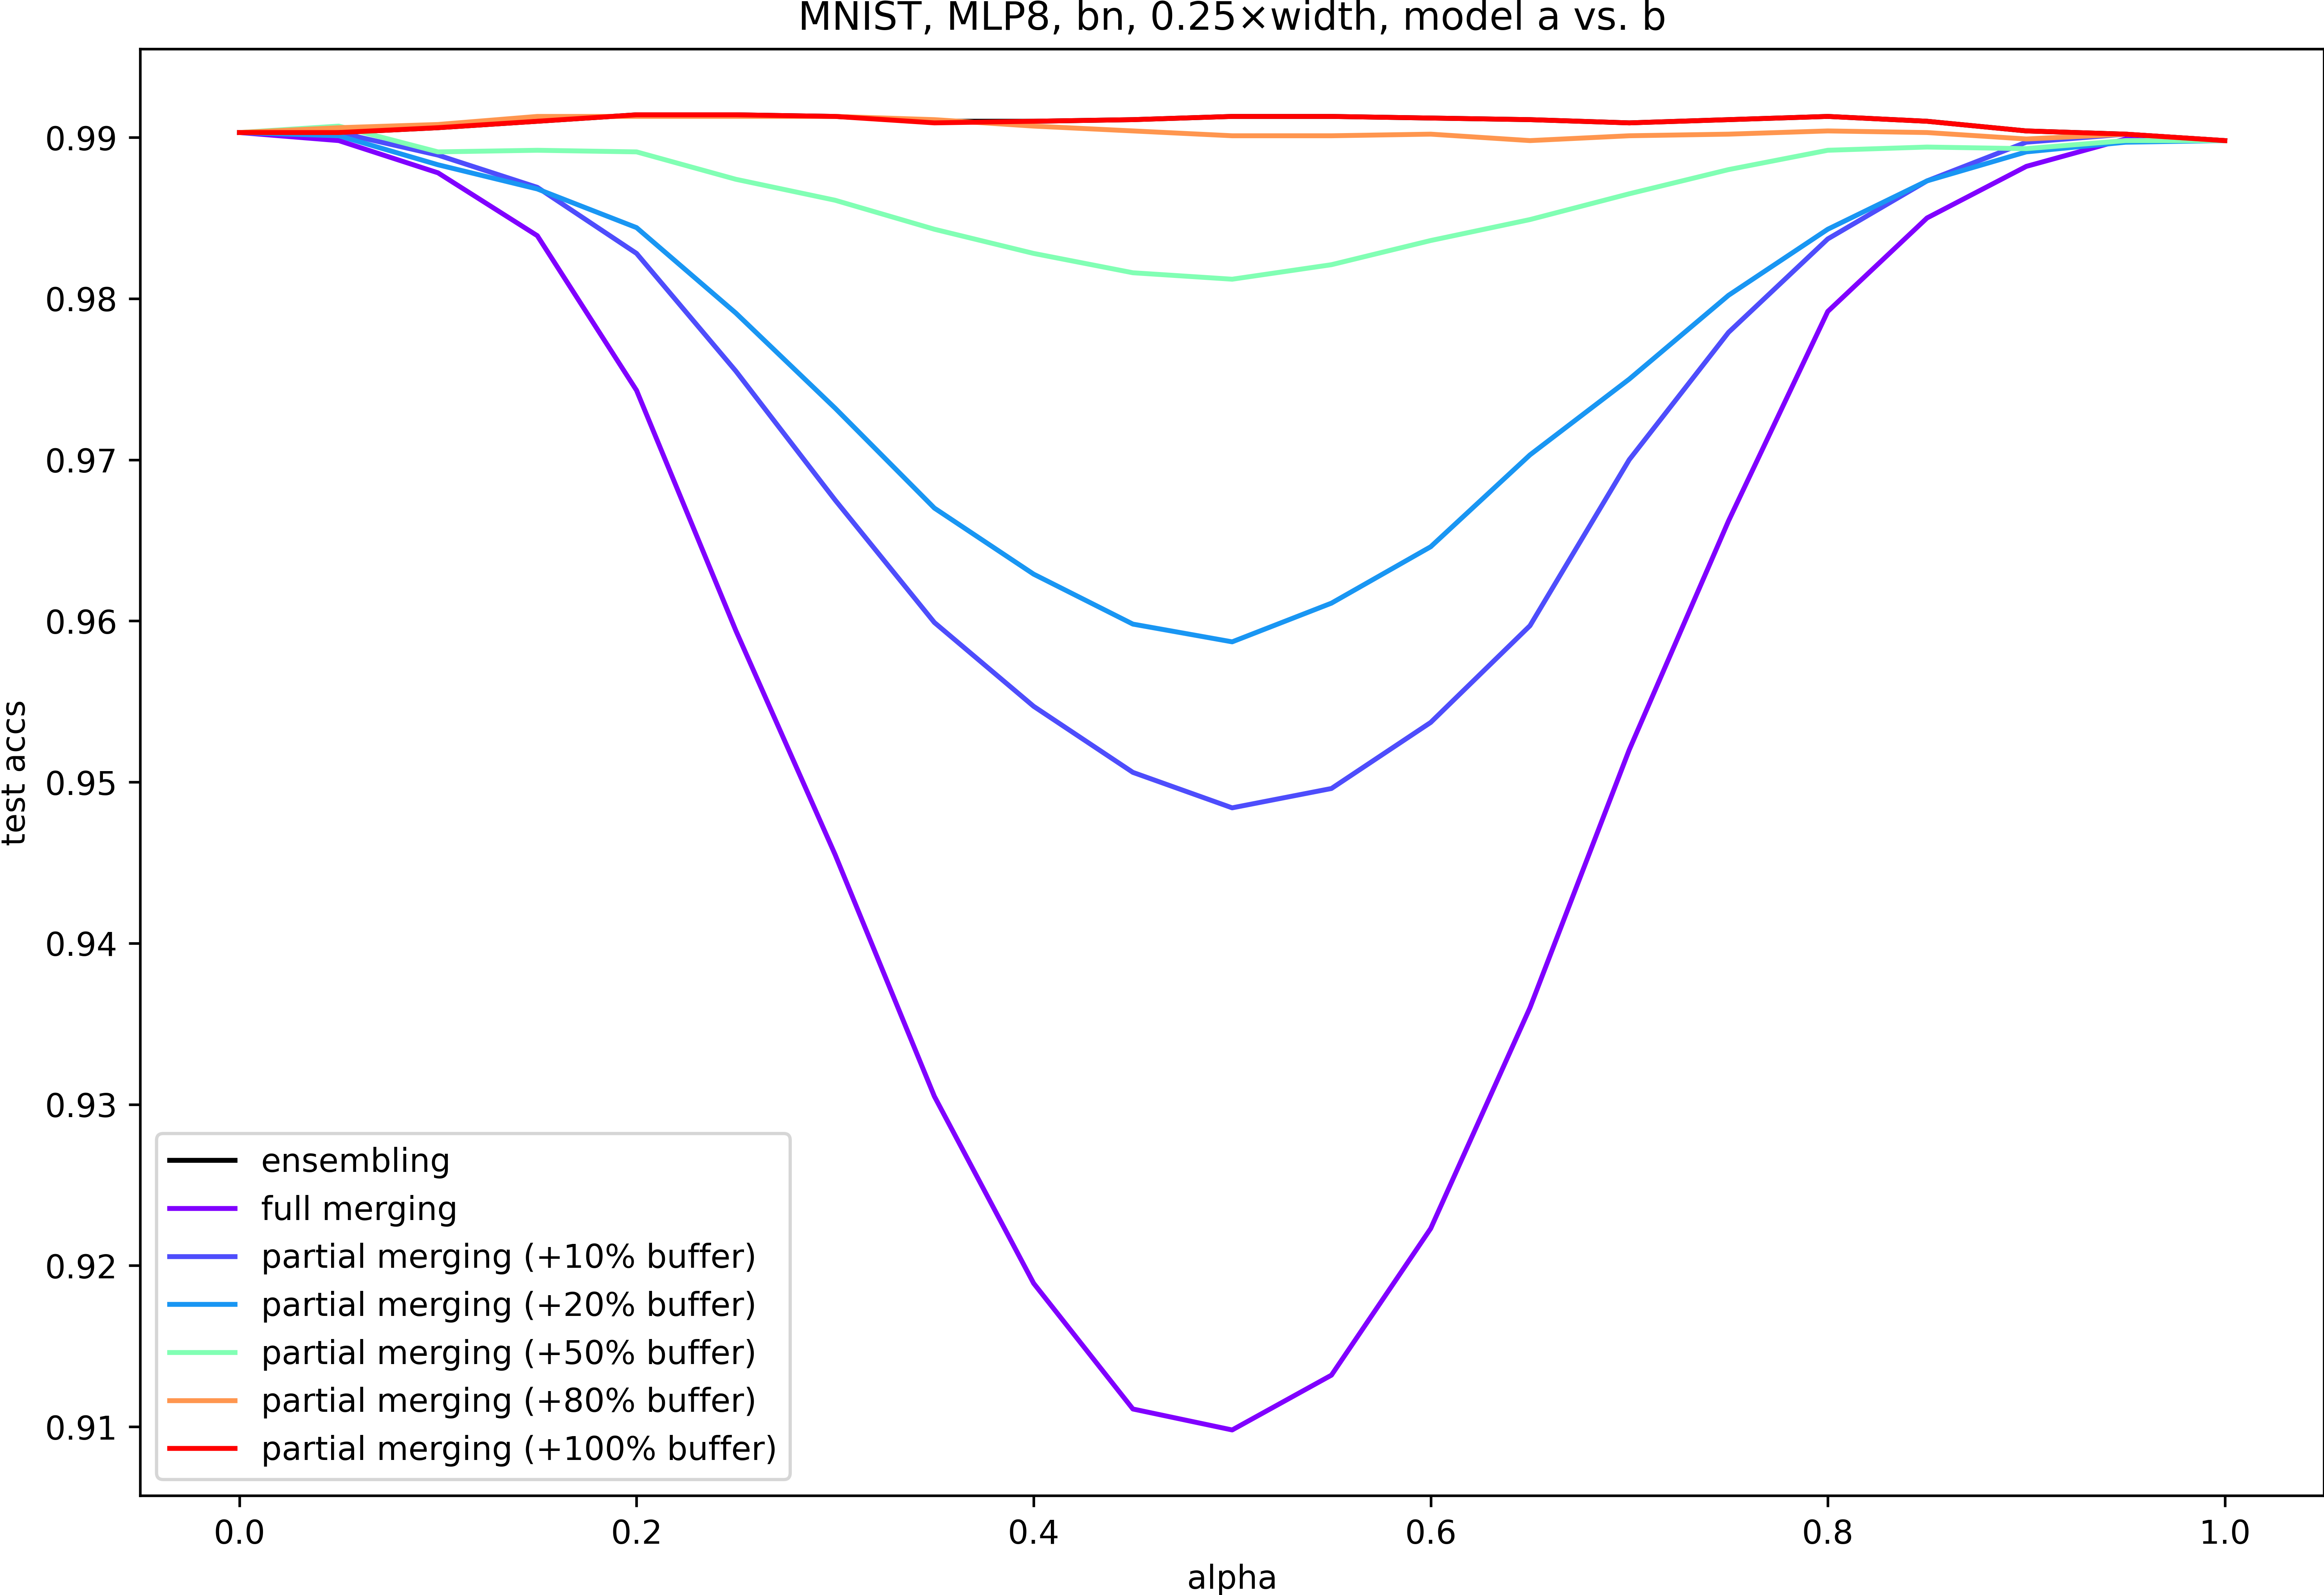 MNIST, MLP8, bn, 0.25×width, model a vs. b
0.99
0.98
0.97
0.96
0.95
0.94
0.93
0.92
0.91
test accs
ensembling
full merging
partial merging (+10% buffer)
partial merging (+20% buffer)
partial merging (+50% buffer)
partial merging (+80% buffer)
partial merging (+100% buffer)
0.0 0.2 0.4 0.6 0.8 1.0
alpha